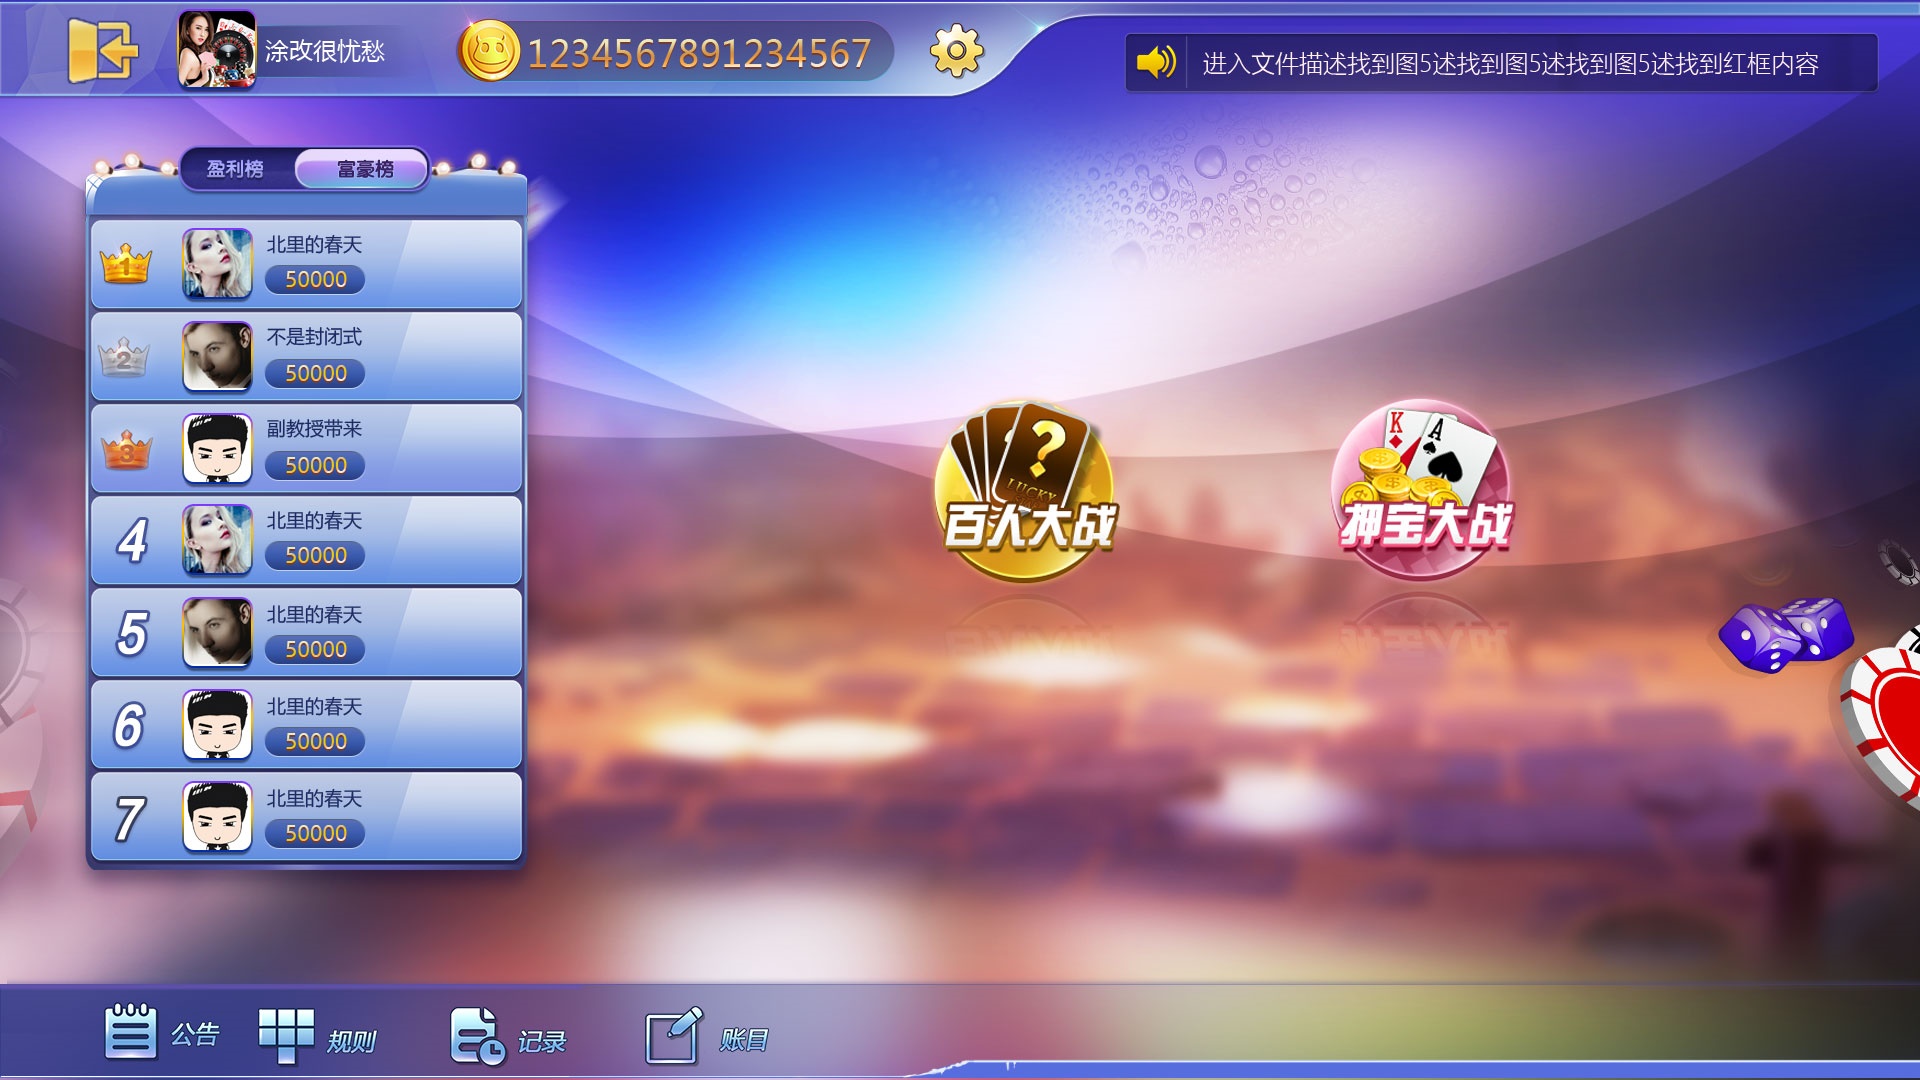 涂改很忧愁
1234567891234567
进入文件描述找到图5述找到图5述找到图5述找到红框内容
盈利榜
富豪榜
1
北里的春天
50000
2
不是封闭式
50000
3
副教授带来
50000
4
北里的春天
50000
5
北里的春天
50000
6
北里的春天
50000
7
北里的春天
50000
?
LUCKY
百人大战
K
A
押宝大战
公告
规则
记录
账目